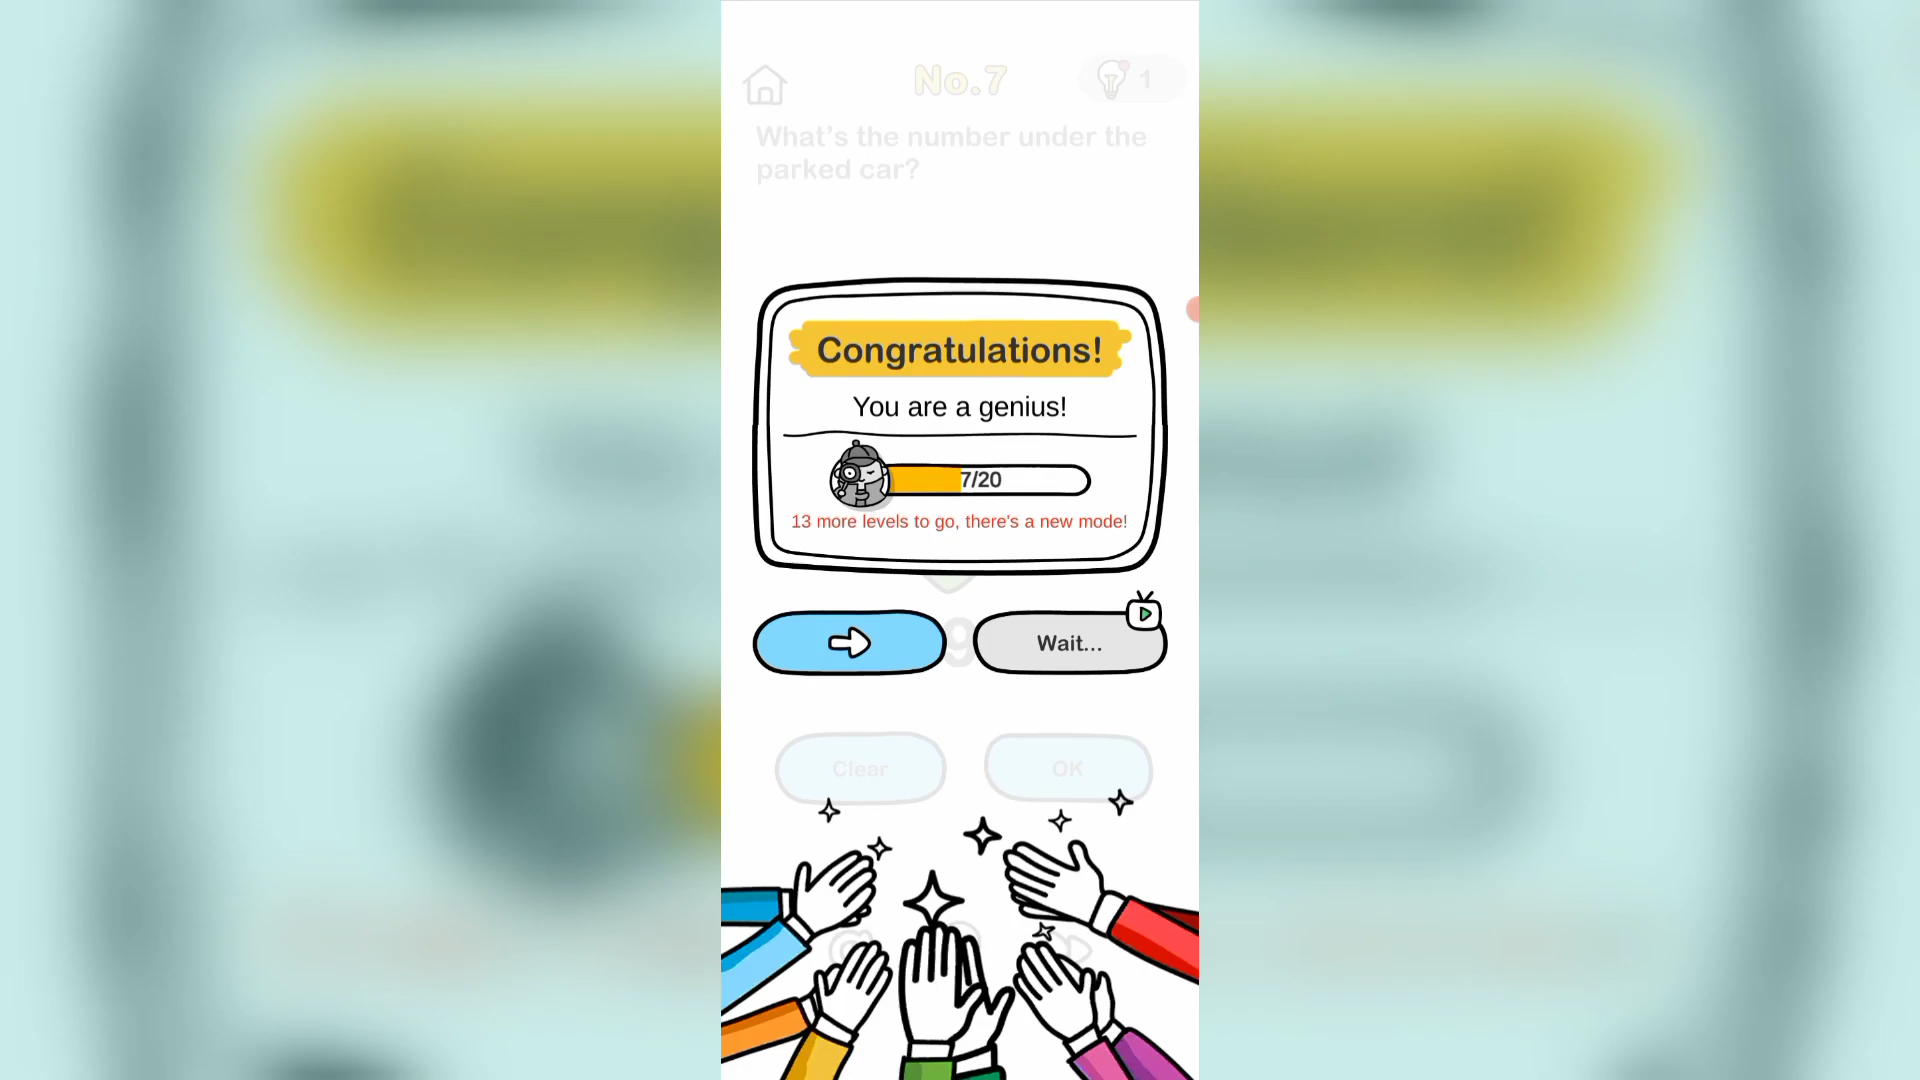 No.7
1
What's the number under the
parked car?
Congratulations!
You are a genius!
7/20
13 more levels to go, there's a new mode!
9
Wait...
Clear
OK